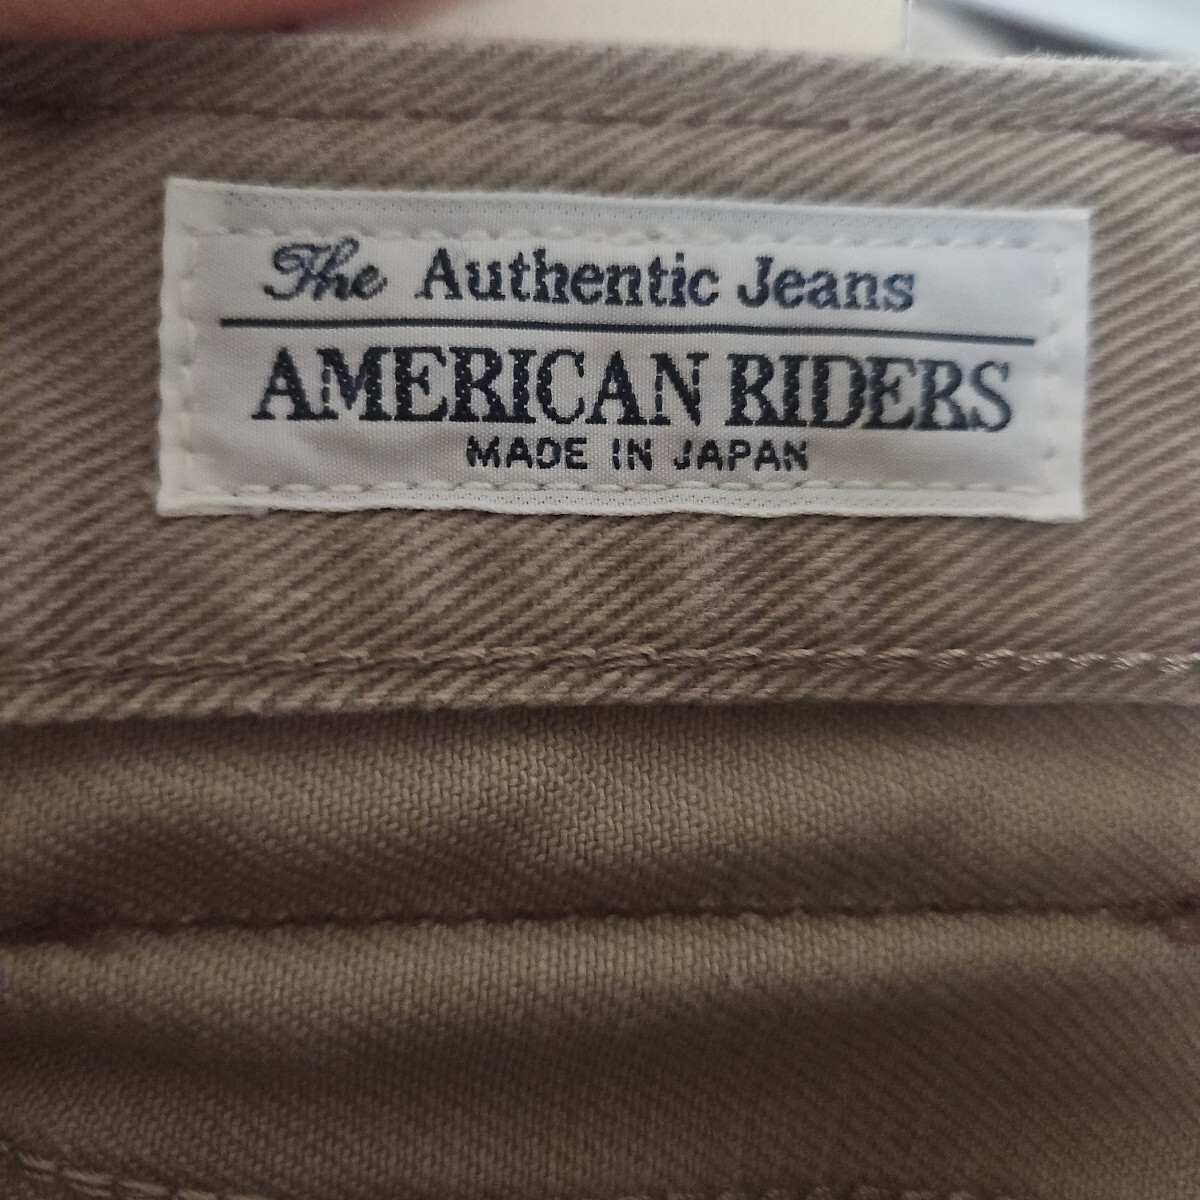 The Authentic Jeans
AMERICAN RIDERS
MADE IN JAPAN